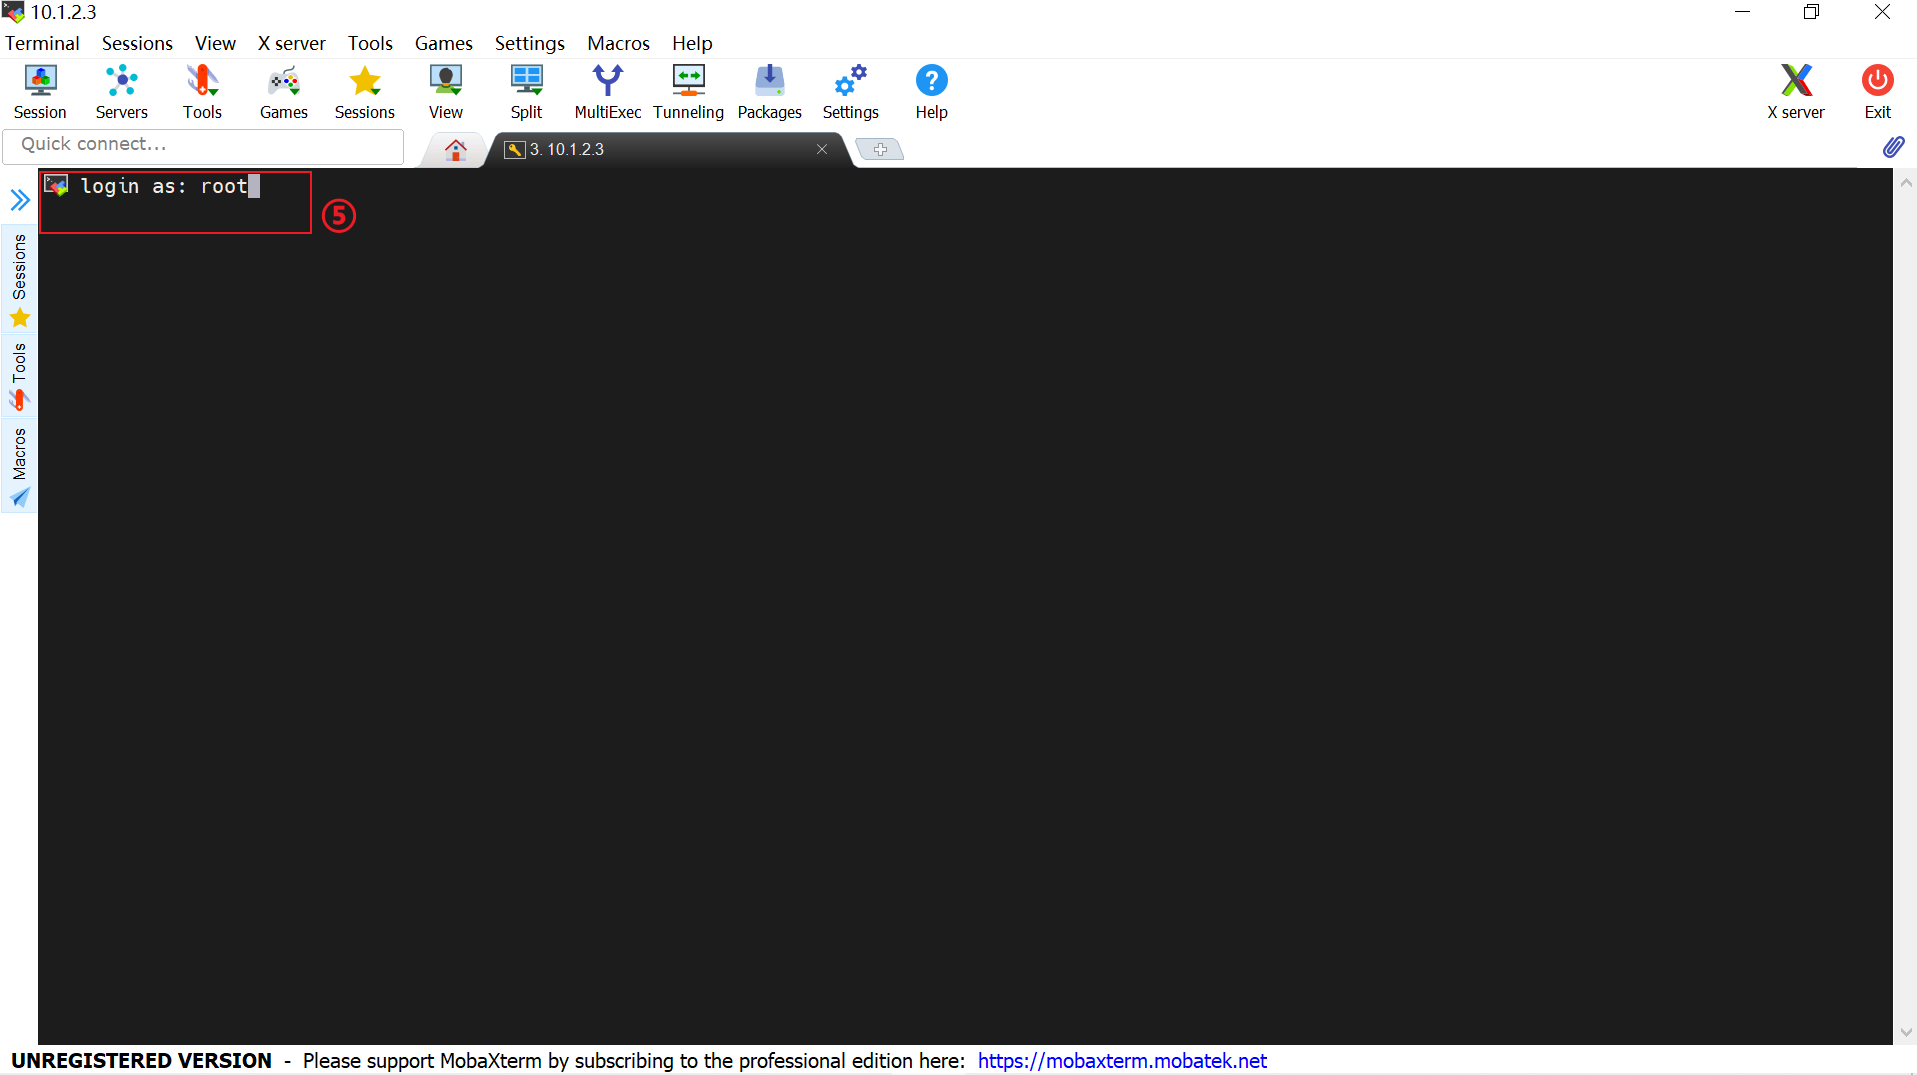 10.1.2.3
Terminal Sessions View X server Tools Games Settings Macros Help
Session Servers Tools Games Sessions View Split MultiExec Tunneling Packages Settings Help X server Exit
Quick connect...
3. 10.1.2.3
login as: root
⑤
Sessions
Tools
Macros
UNREGISTERED VERSION - Please support MobaXterm by subscribing to the professional edition here: https://mobaxterm.mobatek.net